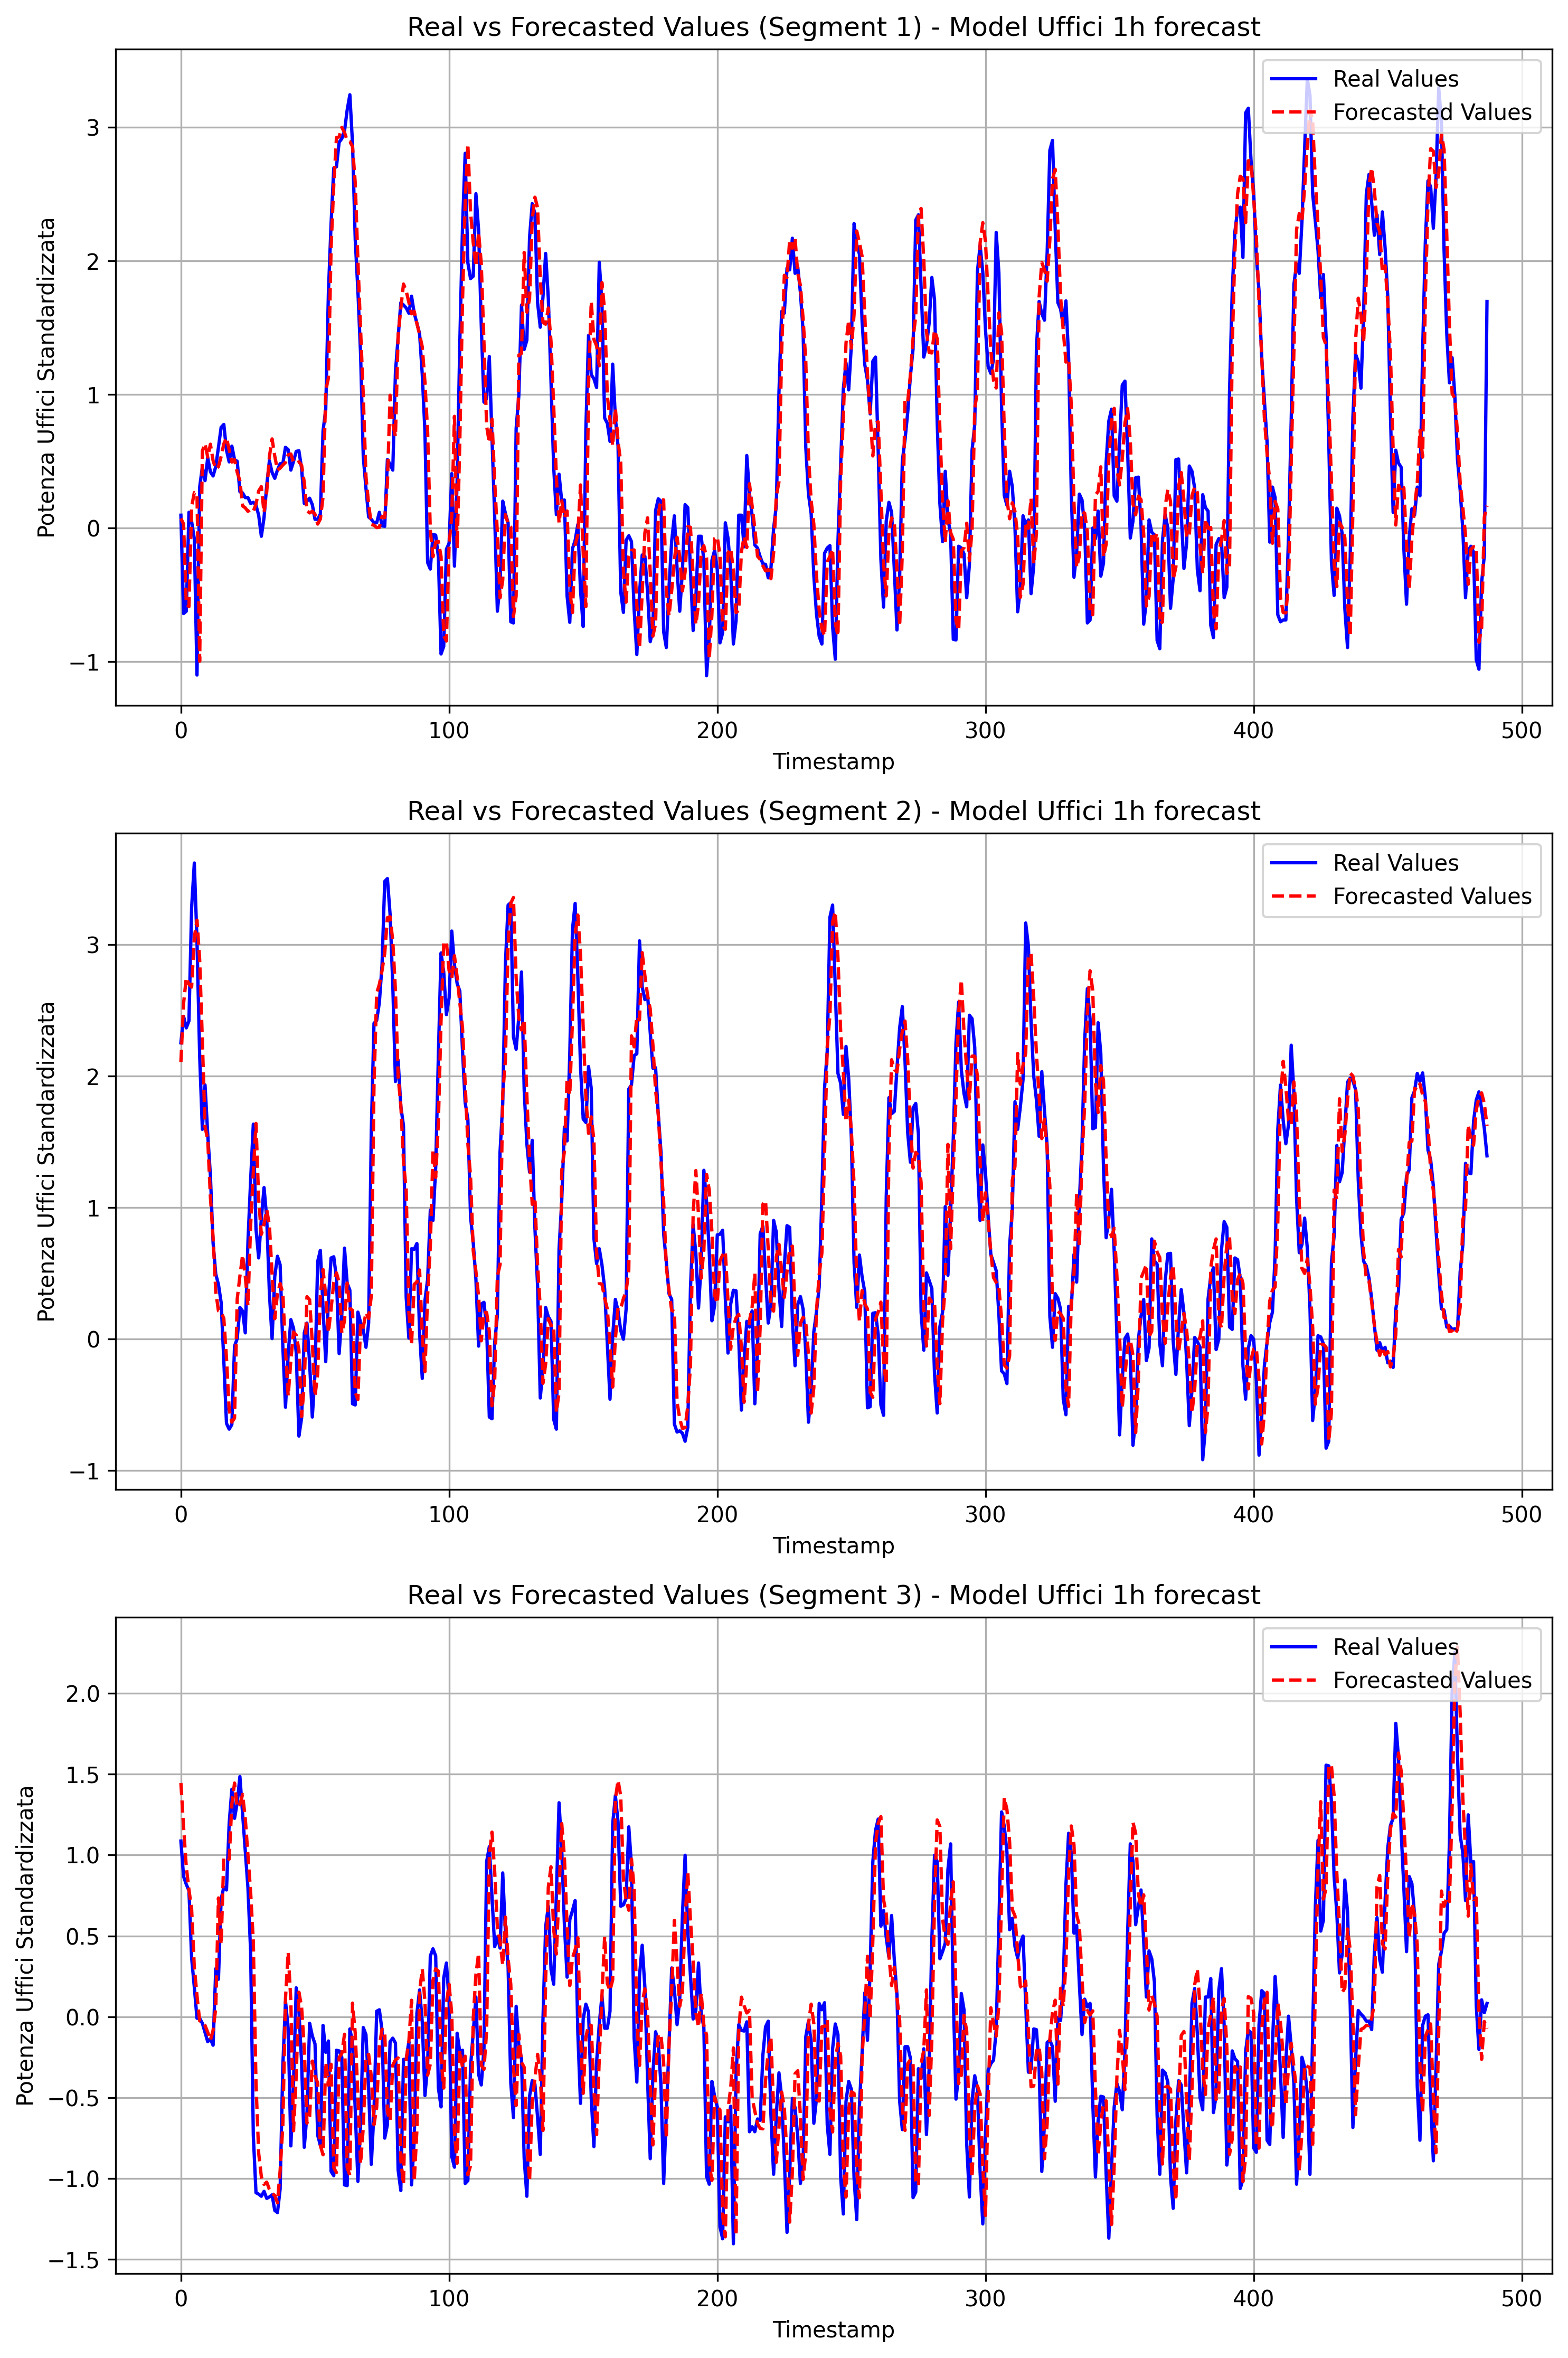 Real vs Forecasted Values (Segment 1) - Model Uffici 1h forecast
Real Values
Forecasted Values
Potenza Uffici Standardizzata
3
2
1
0
−1
0 100 200 300 400 500
Timestamp
Real vs Forecasted Values (Segment 2) - Model Uffici 1h forecast
Real Values
Forecasted Values
Potenza Uffici Standardizzata
3
2
1
0
−1
0 100 200 300 400 500
Timestamp
Real vs Forecasted Values (Segment 3) - Model Uffici 1h forecast
Real Values
Forecasted Values
Potenza Uffici Standardizzata
2.0
1.5
1.0
0.5
0.0
−0.5
−1.0
−1.5
0 100 200 300 400 500
Timestamp